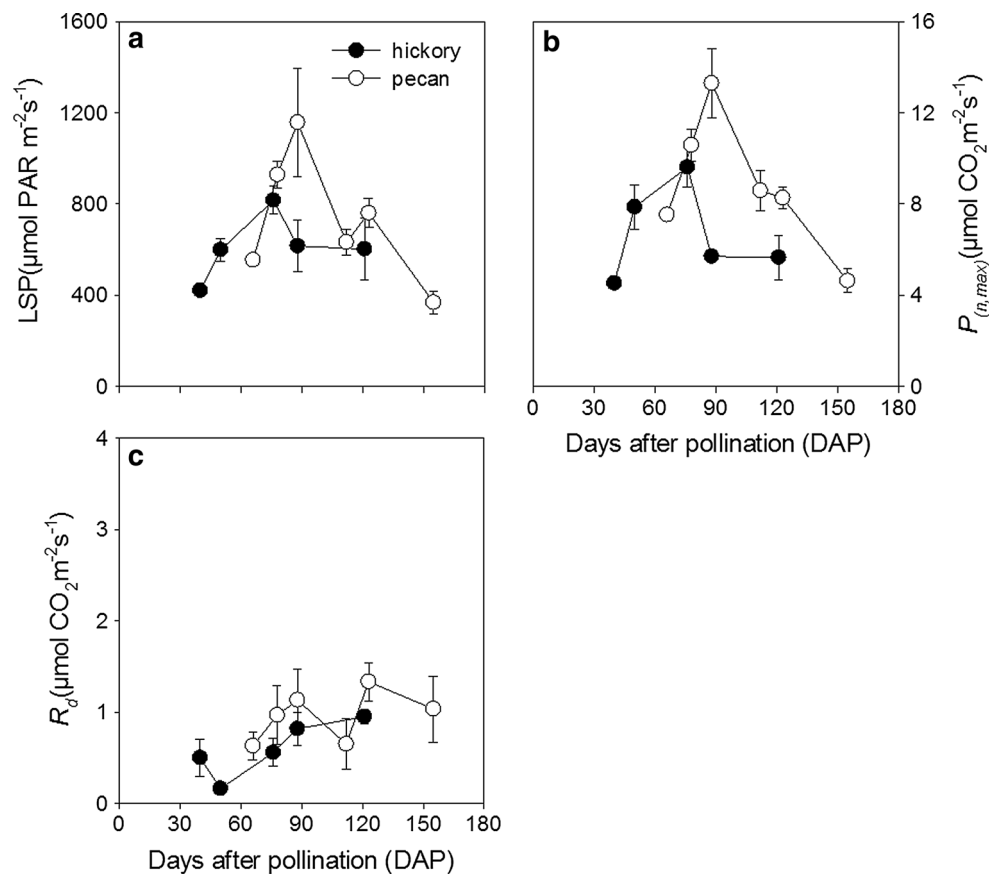 a
hickory
pecan
1600
1200
800
400
0
LSP(μmol PAR m-2s-1)
b
16
12
8
4
0
P(n,max)(μmol CO2m-2s-1)
0 30 60 90 120 150 180
Days after pollination (DAP)
c
4
3
2
1
0
Rd(μmol CO2m-2s-1)
0 30 60 90 120 150 180
Days after pollination (DAP)